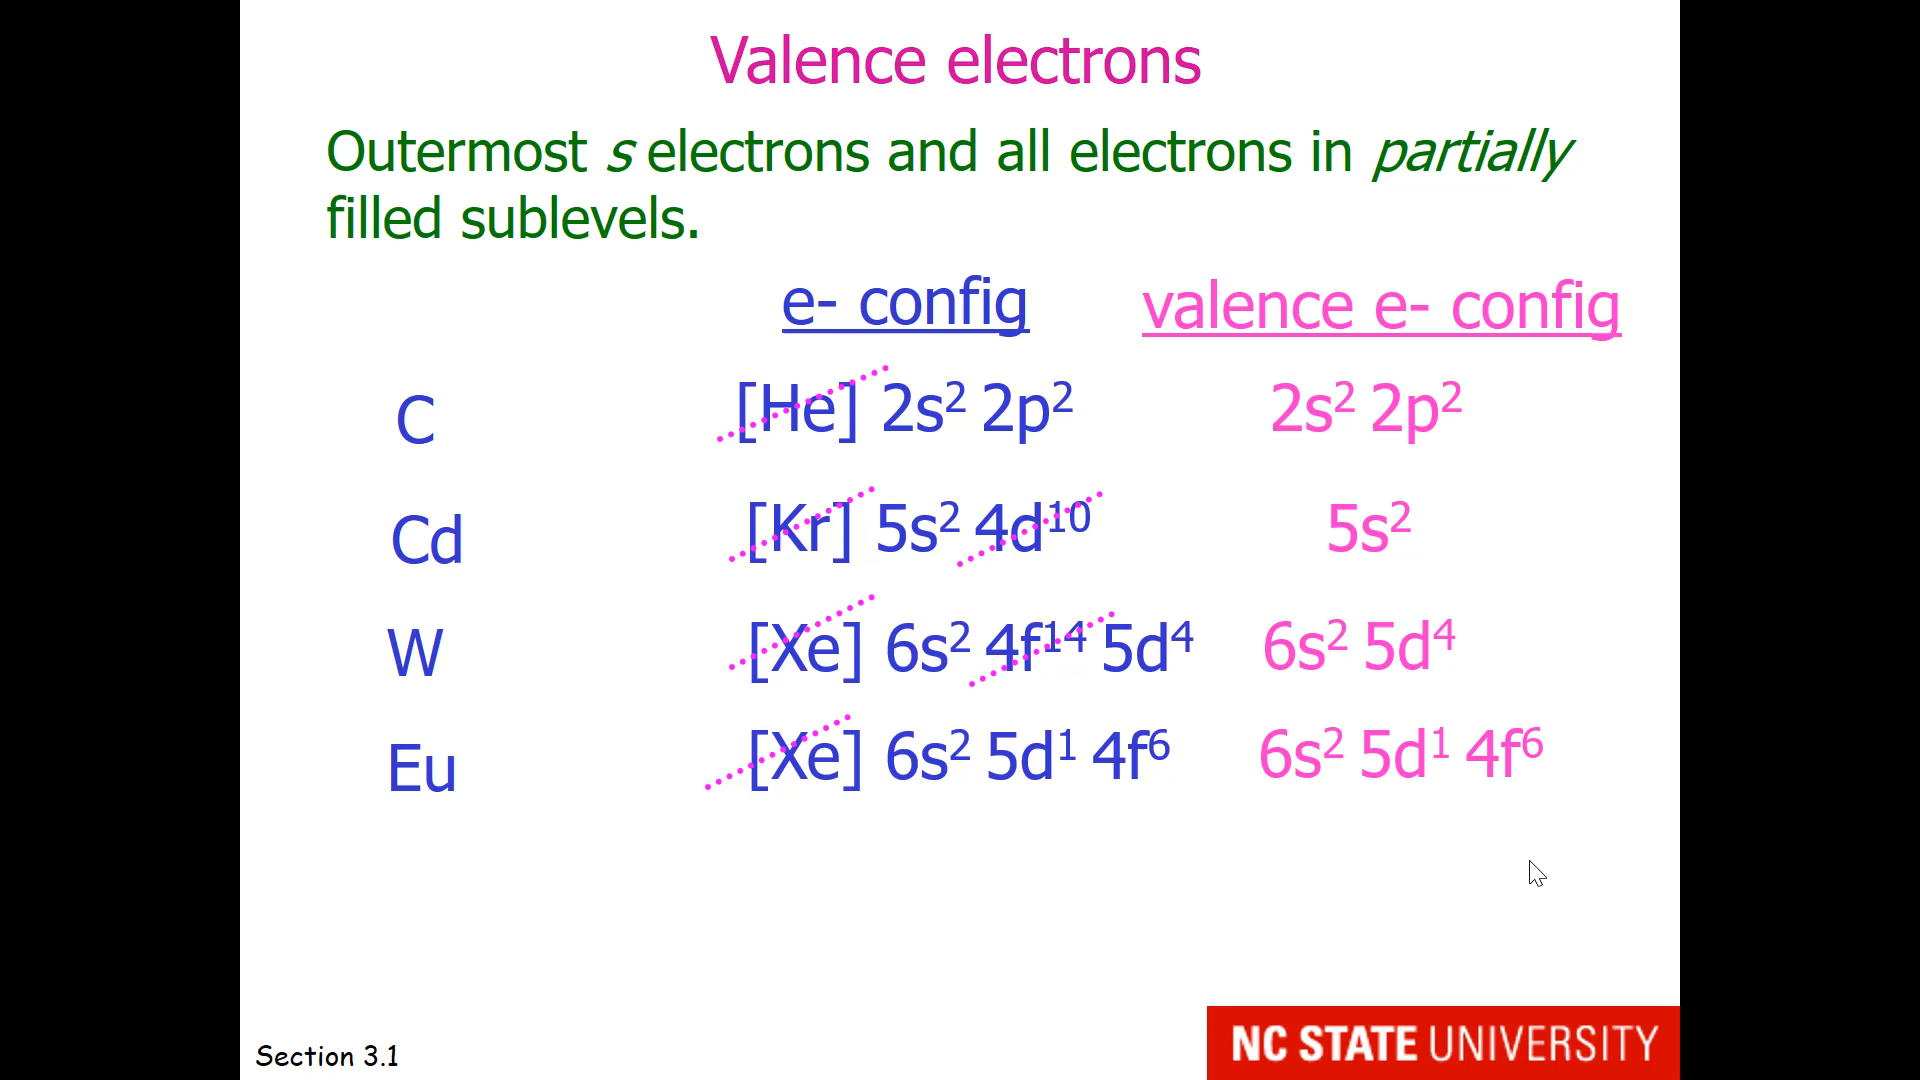 Valence electrons
Outermost s electrons and all electrons in partially
filled sublevels.
e- config valence e- config
C [He] 2s² 2p² 2s² 2p²
Cd [Kr] 5s² 4d¹⁰ 5s²
W [Xe] 6s² 4f¹⁴ 5d⁴ 6s² 5d⁴
Eu [Xe] 6s² 5d¹ 4f⁶ 6s² 5d¹ 4f⁶
Section 3.1
NC STATE UNIVERSITY